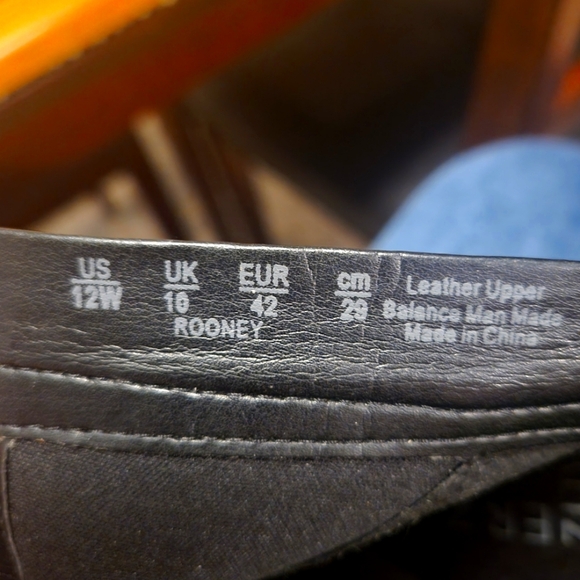 US UK EUR cm
12W 10 42 29
ROONEY
Leather Upper
Balance Man Made
Made in China